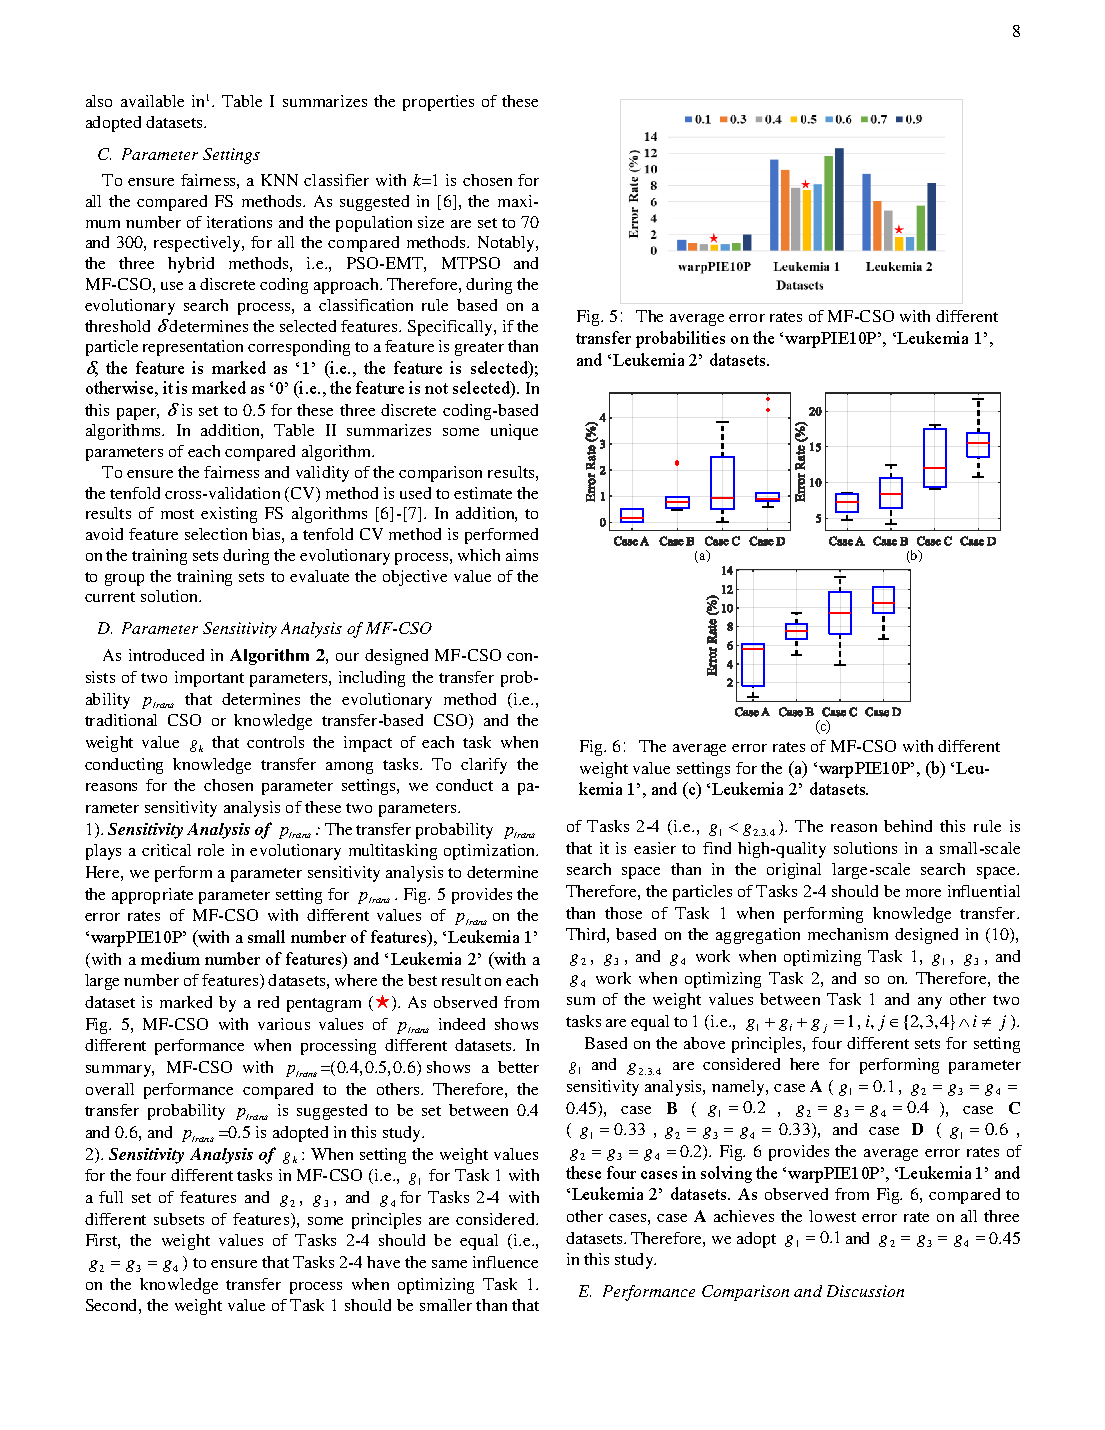 8
also available in¹. Table I summarizes the properties of these
adopted datasets.
C. Parameter Settings
To ensure fairness, a KNN classifier with k=1 is chosen for
all the compared FS methods. As suggested in [6], the maxi-
mum number of iterations and the population size are set to 70
and 300, respectively, for all the compared methods. Notably,
the three hybrid methods, i.e., PSO-EMT, MTPSO and
MF-CSO, use a discrete coding approach. Therefore, during the
evolutionary search process, a classification rule based on a
threshold δ determines the selected features. Specifically, if the
particle representation corresponding to a feature is greater than
δ, the feature is marked as ‘1’ (i.e., the feature is selected);
otherwise, it is marked as ‘0’ (i.e., the feature is not selected). In
this paper, δ is set to 0.5 for these three discrete coding-based
algorithms. In addition, Table II summarizes some unique
parameters of each compared algorithm.
To ensure the fairness and validity of the comparison results,
the tenfold cross-validation (CV) method is used to estimate the
results of most existing FS algorithms [6]-[7]. In addition, to
avoid feature selection bias, a tenfold CV method is performed
on the training sets during the evolutionary process, which aims
to group the training sets to evaluate the objective value of the
current solution.
D. Parameter Sensitivity Analysis of MF-CSO
As introduced in Algorithm 2, our designed MF-CSO con-
sists of two important parameters, including the transfer prob-
ability p_trans that determines the evolutionary method (i.e.,
traditional CSO or knowledge transfer-based CSO) and the
weight value g_k that controls the impact of each task when
conducting knowledge transfer among tasks. To clarify the
reasons for the chosen parameter settings, we conduct a pa-
rameter sensitivity analysis of these two parameters.
1). Sensitivity Analysis of p_trans : The transfer probability p_trans
plays a critical role in evolutionary multitasking optimization.
Here, we perform a parameter sensitivity analysis to determine
the appropriate parameter setting for p_trans . Fig. 5 provides the
error rates of MF-CSO with different values of p_trans on the
‘warpPIE10P’ (with a small number of features), ‘Leukemia 1’
(with a medium number of features) and ‘Leukemia 2’ (with a
large number of features) datasets, where the best result on each
dataset is marked by a red pentagram (★). As observed from
Fig. 5, MF-CSO with various values of p_trans indeed shows
different performance when processing different datasets. In
summary, MF-CSO with p_trans =(0.4,0.5,0.6) shows a better
overall performance compared to the others. Therefore, the
transfer probability p_trans is suggested to be set between 0.4
and 0.6, and p_trans =0.5 is adopted in this study.
2). Sensitivity Analysis of g_k : When setting the weight values
for the four different tasks in MF-CSO (i.e., g_1 for Task 1 with
a full set of features and g_2 , g_3 , and g_4 for Tasks 2-4 with
different subsets of features), some principles are considered.
First, the weight values of Tasks 2-4 should be equal (i.e.,
g_2 = g_3 = g_4 ) to ensure that Tasks 2-4 have the same influence
on the knowledge transfer process when optimizing Task 1.
Second, the weight value of Task 1 should be smaller than that
0.1 0.3 0.4 0.5 0.6 0.7 0.9
14
12
10
8
6
4
2
0
Error Rate (%)
★ ★ ★
warpPIE10P Leukemia 1 Leukemia 2
Datasets
Fig. 5: The average error rates of MF-CSO with different
transfer probabilities on the ‘warpPIE10P’, ‘Leukemia 1’,
and ‘Leukemia 2’ datasets.
4
3
2
1
0
Error Rate (%)
Case A Case B Case C Case D
(a)
20
15
10
5
Error Rate (%)
Case A Case B Case C Case D
(b)
14
12
10
8
6
4
2
Error Rate (%)
Case A Case B Case C Case D
(c)
Fig. 6: The average error rates of MF-CSO with different
weight value settings for the (a) ‘warpPIE10P’, (b) ‘Leu-
kemia 1’, and (c) ‘Leukemia 2’ datasets.
of Tasks 2-4 (i.e., g_1 < g_2,3,4 ). The reason behind this rule is
that it is easier to find high-quality solutions in a small-scale
search space than in the original large-scale search space.
Therefore, the particles of Tasks 2-4 should be more influential
than those of Task 1 when performing knowledge transfer.
Third, based on the aggregation mechanism designed in (10),
g_2 , g_3 , and g_4 work when optimizing Task 1, g_1 , g_3 , and
g_4 work when optimizing Task 2, and so on. Therefore, the
sum of the weight values between Task 1 and any other two
tasks are equal to 1 (i.e., g_1 + g_i + g_j = 1, i, j ∈ {2,3,4} ∧ i ≠ j ).
Based on the above principles, four different sets for setting
g_1 and g_2,3,4 are considered here for performing parameter
sensitivity analysis, namely, case A ( g_1 = 0.1 , g_2 = g_3 = g_4 =
0.45), case B ( g_1 = 0.2 , g_2 = g_3 = g_4 = 0.4 ), case C
( g_1 = 0.33 , g_2 = g_3 = g_4 = 0.33), and case D ( g_1 = 0.6 ,
g_2 = g_3 = g_4 = 0.2). Fig. 6 provides the average error rates of
these four cases in solving the ‘warpPIE10P’, ‘Leukemia 1’ and
‘Leukemia 2’ datasets. As observed from Fig. 6, compared to
other cases, case A achieves the lowest error rate on all three
datasets. Therefore, we adopt g_1 = 0.1 and g_2 = g_3 = g_4 = 0.45
in this study.
E. Performance Comparison and Discussion